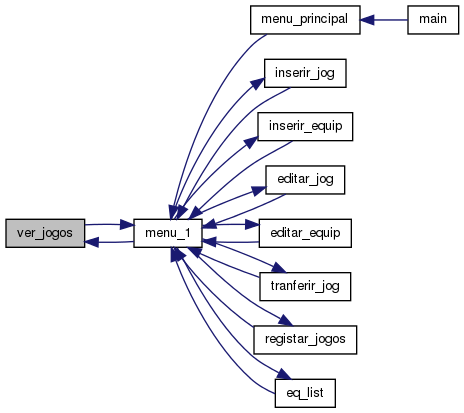 menu_principal
main
inserir_jog
inserir_equip
editar_jog
ver_jogos
menu_1
editar_equip
tranferir_jog
registar_jogos
eq_list